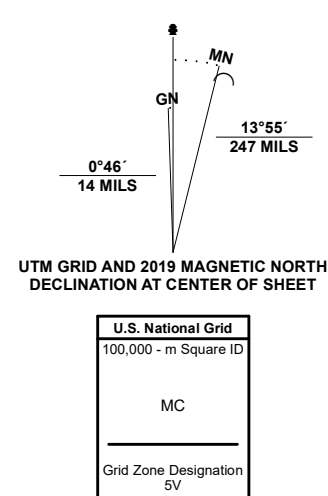 MN
GN
13°55´
247 MILS
0°46´
14 MILS
UTM GRID AND 2019 MAGNETIC NORTH
DECLINATION AT CENTER OF SHEET
U.S. National Grid
100,000 - m Square ID
MC
Grid Zone Designation
5V